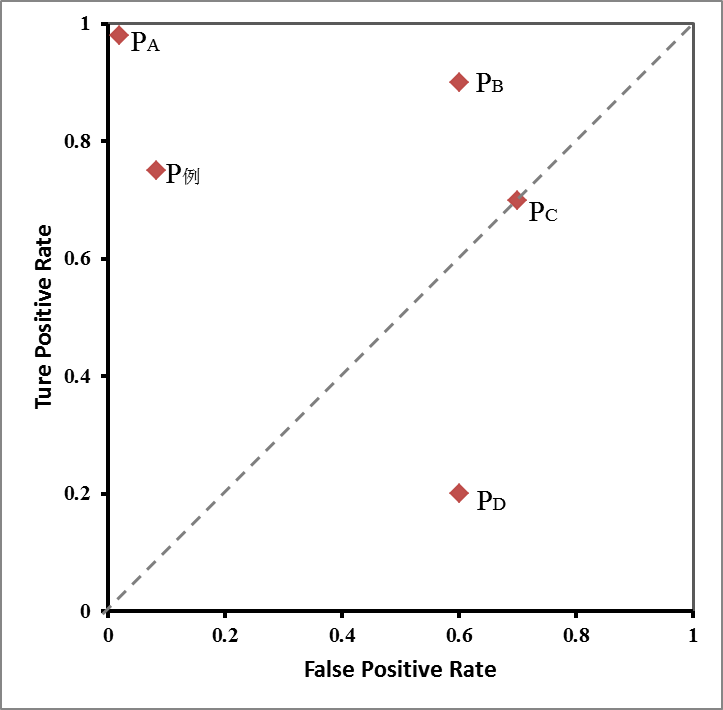 1
PA
PB
0.8
P例
PC
0.6
Ture Positive Rate
0.4
0.2
PD
0
0
0.2
0.4
0.6
0.8
1
False Positive Rate